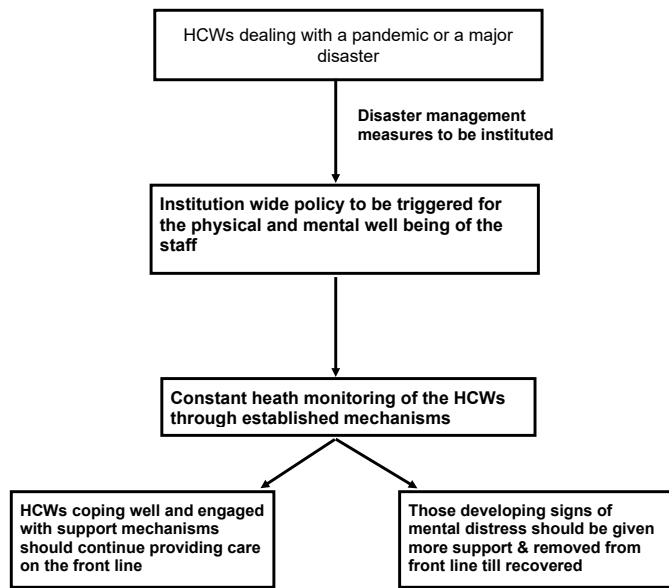 HCWs dealing with a pandemic or a major
disaster
Disaster management
measures to be instituted
Institution wide policy to be triggered for
the physical and mental well being of the
staff
Constant heath monitoring of the HCWs
through established mechanisms
HCWs coping well and engaged
with support mechanisms
should continue providing care
on the front line
Those developing signs of
mental distress should be given
more support & removed from
front line till recovered